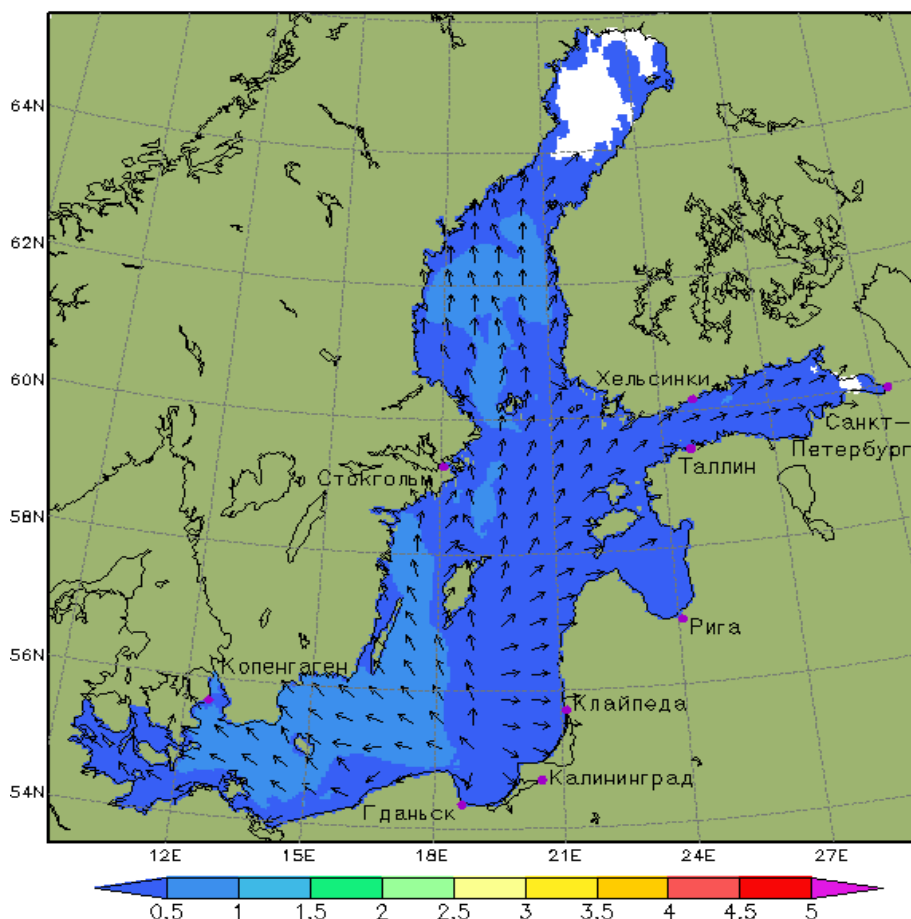 64N
62N
60N
58N
56N
54N
Хельсинки
Санкт-
Петербург
Таллин
Стокгольм
Рига
Копенгаген
Клайпеда
Калининград
Гданьск
12E 15E 18E 21E 24E 27E
0.5 1 1.5 2 2.5 3 3.5 4 4.5 5